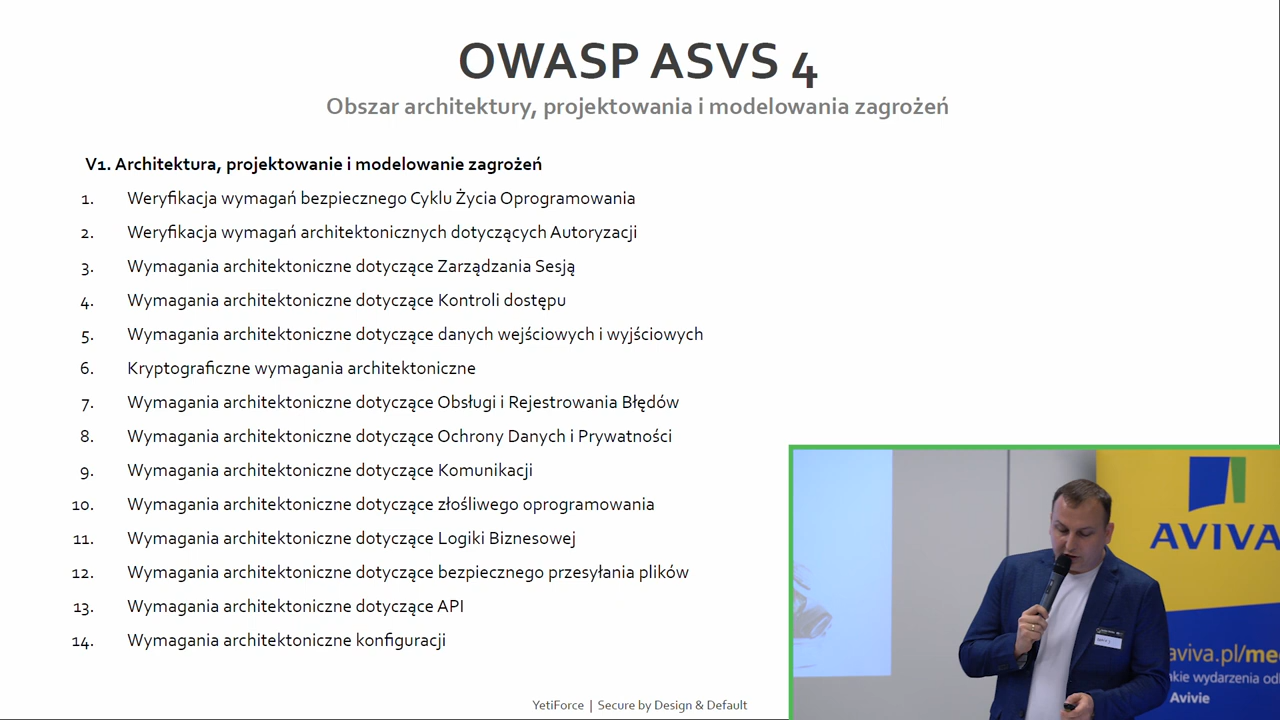 OWASP ASVS 4
Obszar architektury, projektowania i modelowania zagrożeń
V1. Architektura, projektowanie i modelowanie zagrożeń
1. Weryfikacja wymagań bezpiecznego Cyklu Życia Oprogramowania
2. Weryfikacja wymagań architektonicznych dotyczących Autoryzacji
3. Wymagania architektoniczne dotyczące Zarządzania Sesją
4. Wymagania architektoniczne dotyczące Kontroli dostępu
5. Wymagania architektoniczne dotyczące danych wejściowych i wyjściowych
6. Kryptograficzne wymagania architektoniczne
7. Wymagania architektoniczne dotyczące Obsługi i Rejestrowania Błędów
8. Wymagania architektoniczne dotyczące Ochrony Danych i Prywatności
9. Wymagania architektoniczne dotyczące Komunikacji
10. Wymagania architektoniczne dotyczące złośliwego oprogramowania
11. Wymagania architektoniczne dotyczące Logiki Biznesowej
12. Wymagania architektoniczne dotyczące bezpiecznego przesyłania plików
13. Wymagania architektoniczne dotyczące API
14. Wymagania architektoniczne konfiguracji
YetiForce | Secure by Design & Default
AVIVA
aviva.pl/me
wydarzenia od
Avivie